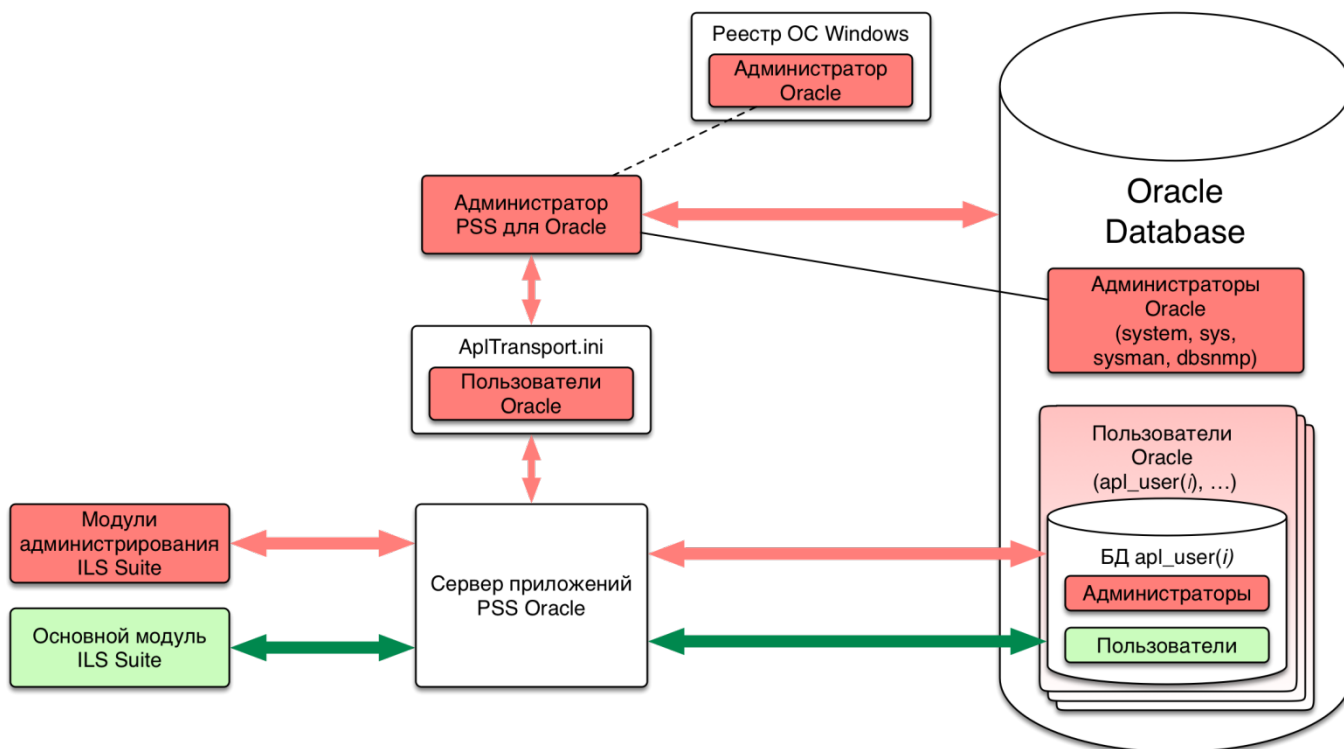 Реестр ОС Windows
Администратор
Oracle
Администратор
PSS для Oracle
Oracle
Database
Администраторы
Oracle
(system, sys,
sysman, dbsnmp)
AplTransport.ini
Пользователи
Oracle
Пользователи
Oracle
(apl_user(i), ...)
Модули
администрирования
ILS Suite
Сервер приложений
PSS Oracle
БД apl_user(i)
Администраторы
Основной модуль
ILS Suite
Пользователи